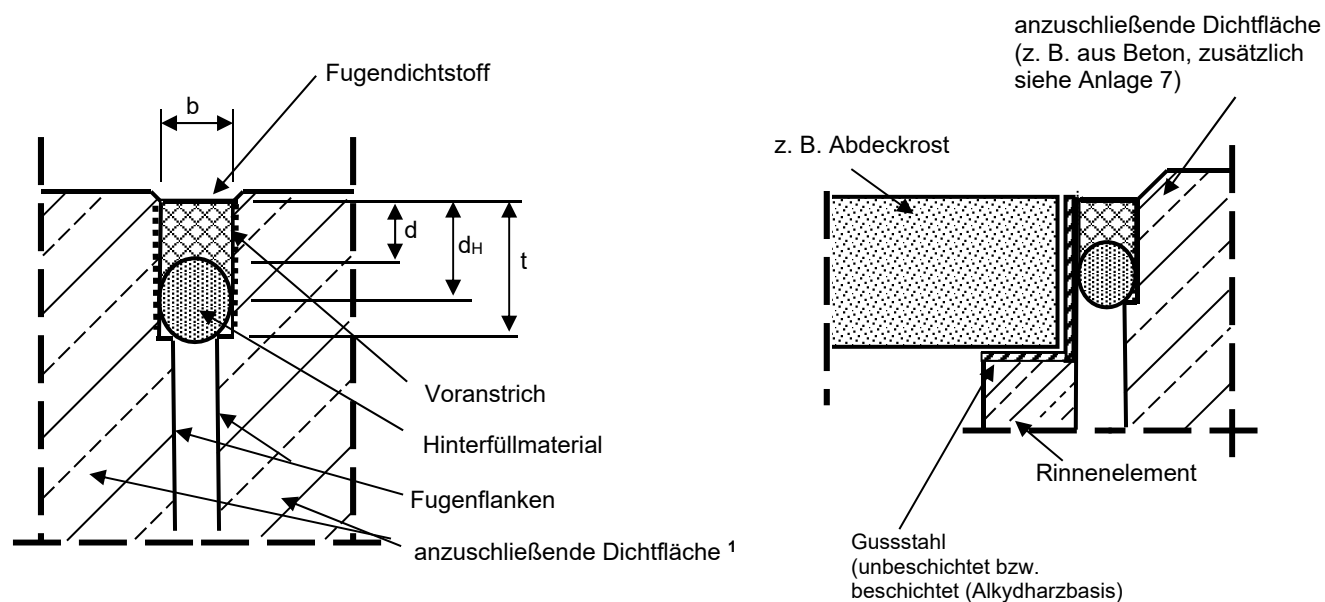 Fugendichtstoff
b
d
dH
t
Voranstrich
Hinterfüllmaterial
Fugenflanken
anzuschließende Dichtfläche ¹
anzuschließende Dichtfläche
(z. B. aus Beton, zusätzlich
siehe Anlage 7)
z. B. Abdeckrost
Rinnenelement
Gussstahl
(unbeschichtet bzw.
beschichtet (Alkydharzbasis)